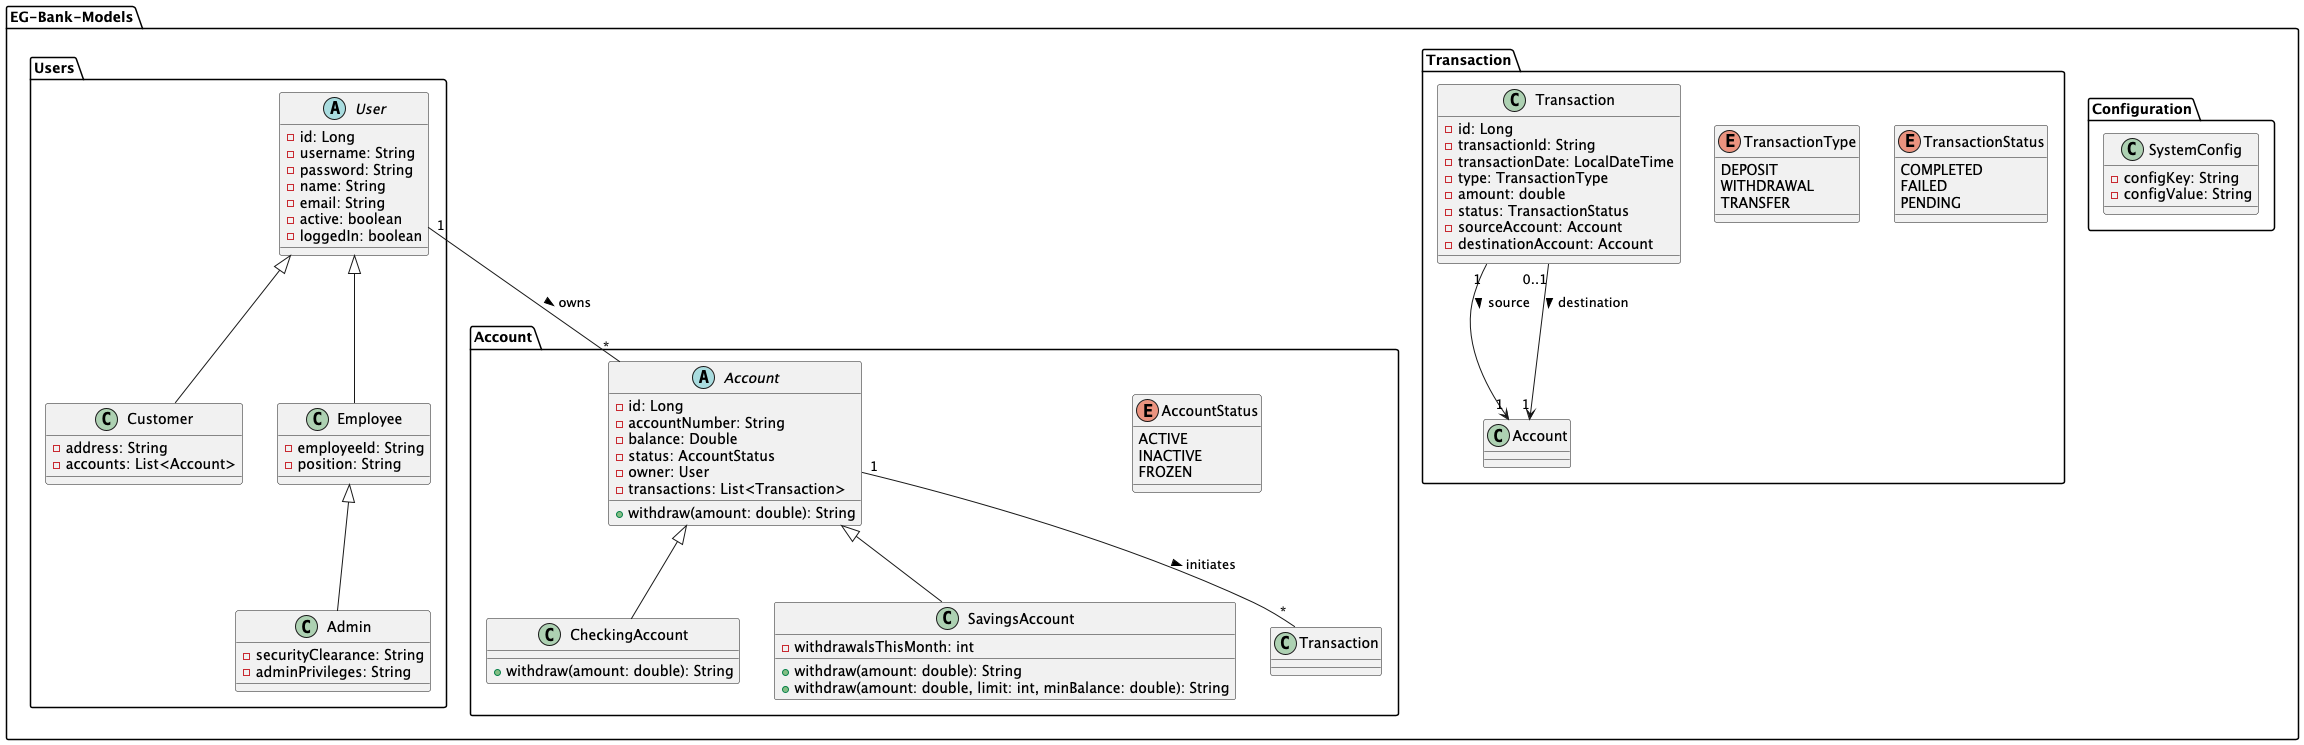 EG-Bank-Models
Users
A User
id: Long
username: String
password: String
name: String
email: String
active: boolean
loggedIn: boolean
1
owns
*
C Customer
address: String
accounts: List<Account>
C Employee
employeeId: String
position: String
C Admin
securityClearance: String
adminPrivileges: String
Account
A Account
id: Long
accountNumber: String
balance: Double
status: AccountStatus
owner: User
transactions: List<Transaction>
withdraw(amount: double): String
E AccountStatus
ACTIVE
INACTIVE
FROZEN
1
initiates
*
C CheckingAccount
withdraw(amount: double): String
C SavingsAccount
withdrawalsThisMonth: int
withdraw(amount: double): String
withdraw(amount: double, limit: int, minBalance: double): String
C Transaction
Transaction
C Transaction
id: Long
transactionId: String
transactionDate: LocalDateTime
type: TransactionType
amount: double
status: TransactionStatus
sourceAccount: Account
destinationAccount: Account
E TransactionType
DEPOSIT
WITHDRAWAL
TRANSFER
E TransactionStatus
COMPLETED
FAILED
PENDING
1
0..1
source
destination
1
1
C Account
Configuration
C SystemConfig
configKey: String
configValue: String